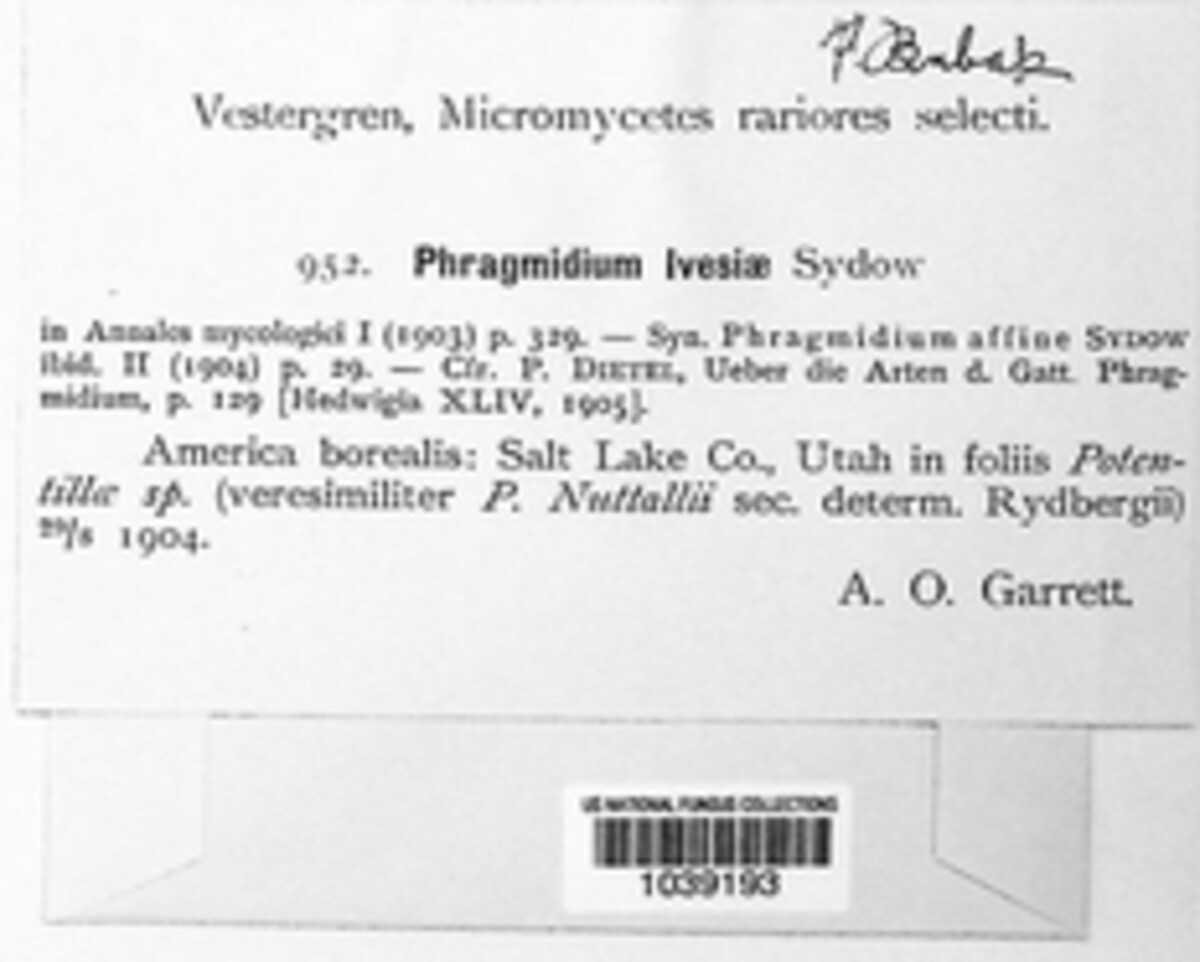 Vestergren, Micromycetes rariores selecti.
952. Phragmidium Ivesiæ Sydow
in Annales mycologici I (1903) p. 329. — Syn. Phragmidium affine SYDOW
ibid. II (1904) p. 29. — Cfr. P. DIETEL, Ueber die Arten d. Gatt. Phrag-
midium, p. 129 [Hedwigia XLIV, 1905].
America borealis: Salt Lake Co., Utah in foliis Poten-
tillæ sp. (veresimiliter P. Nuttallii sec. determ. Rydbergii)
1904.
A. O. Garrett.
US NATIONAL FUNGUS COLLECTIONS
1039193